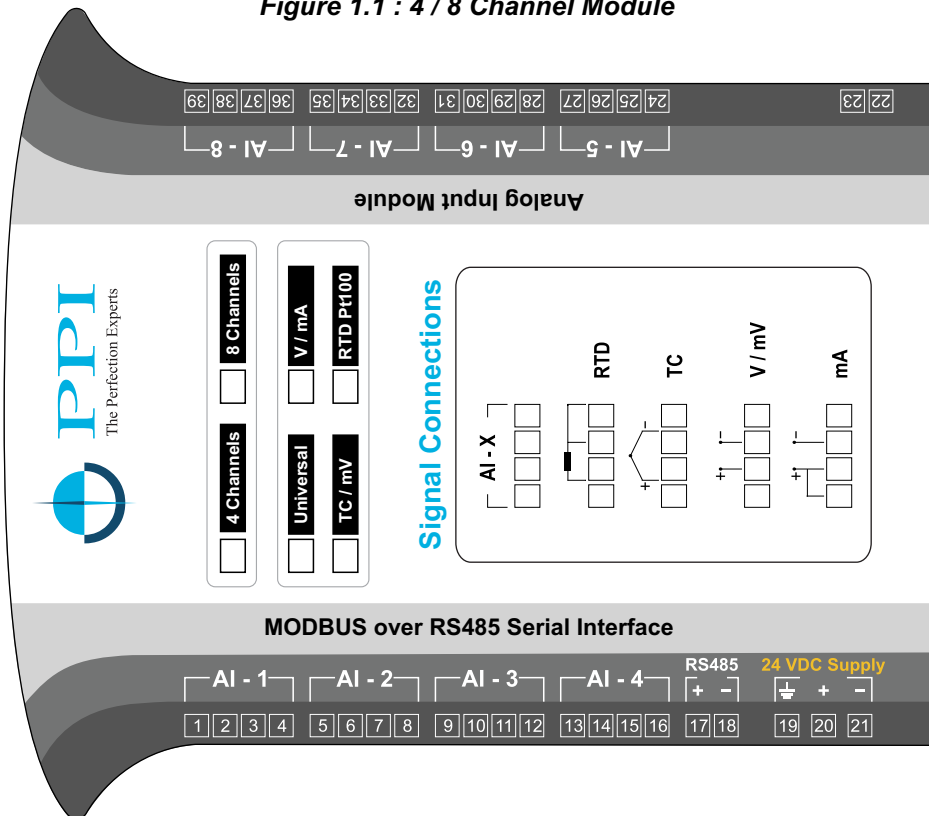 Figure 1.1 : 4 / 8 Channel Module
39 38 37 36 35 34 33 32 31 30 29 28 27 26 25 24 23 22
AI - 8 AI - 7 AI - 6 AI - 5
Analog Input Module
PPI
The Perfection Experts
4 Channels 8 Channels
Universal V / mA
TC / mV RTD Pt100
Signal Connections
AI - X
RTD
+ − TC
+ − V / mV
+ − mA
MODBUS over RS485 Serial Interface
AI - 1 AI - 2 AI - 3 AI - 4 RS485 24 VDC Supply
+ − + −
1 2 3 4 5 6 7 8 9 10 11 12 13 14 15 16 17 18 19 20 21